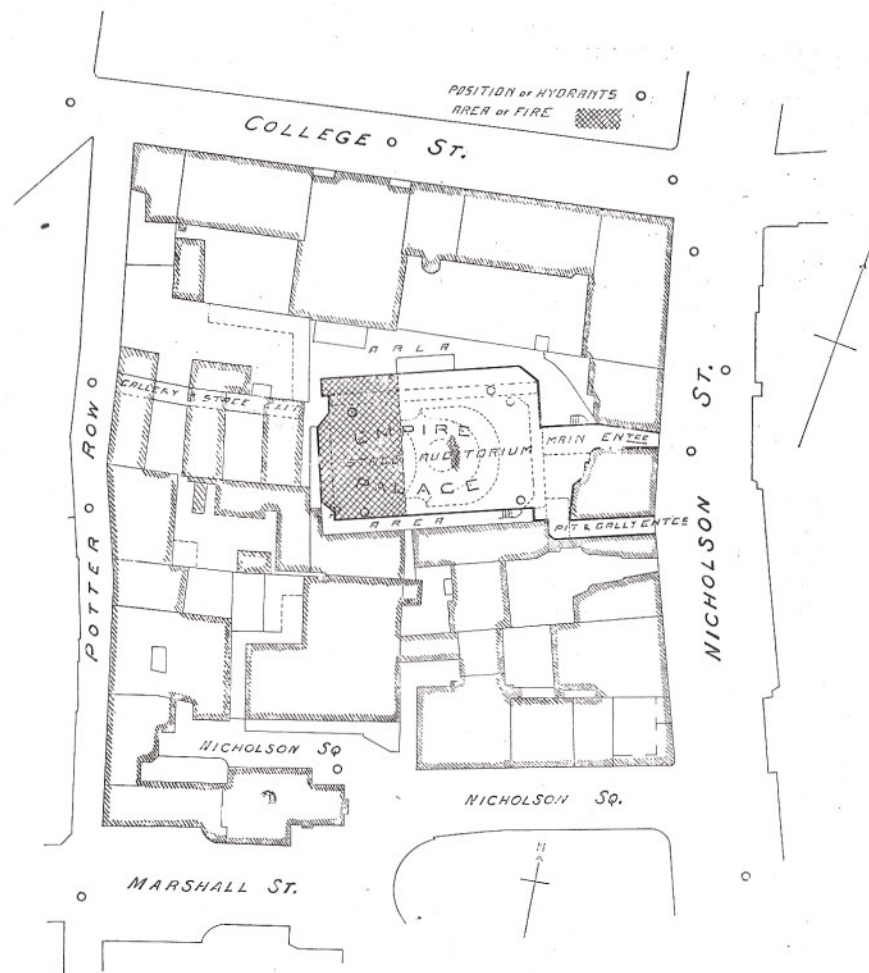 POSITION OF HYDRANTS
AREA OF FIRE
COLLEGE ST.
AREA
GALLERY & STAGE EXIT
POTTER ROW
EMPIRE
STAGE AUDITORIUM
PALACE
AREA
MAIN ENTCE
PIT & GALLY ENTCE
NICHOLSON ST.
NICHOLSON SQ
NICHOLSON SQ.
MARSHALL ST.
N